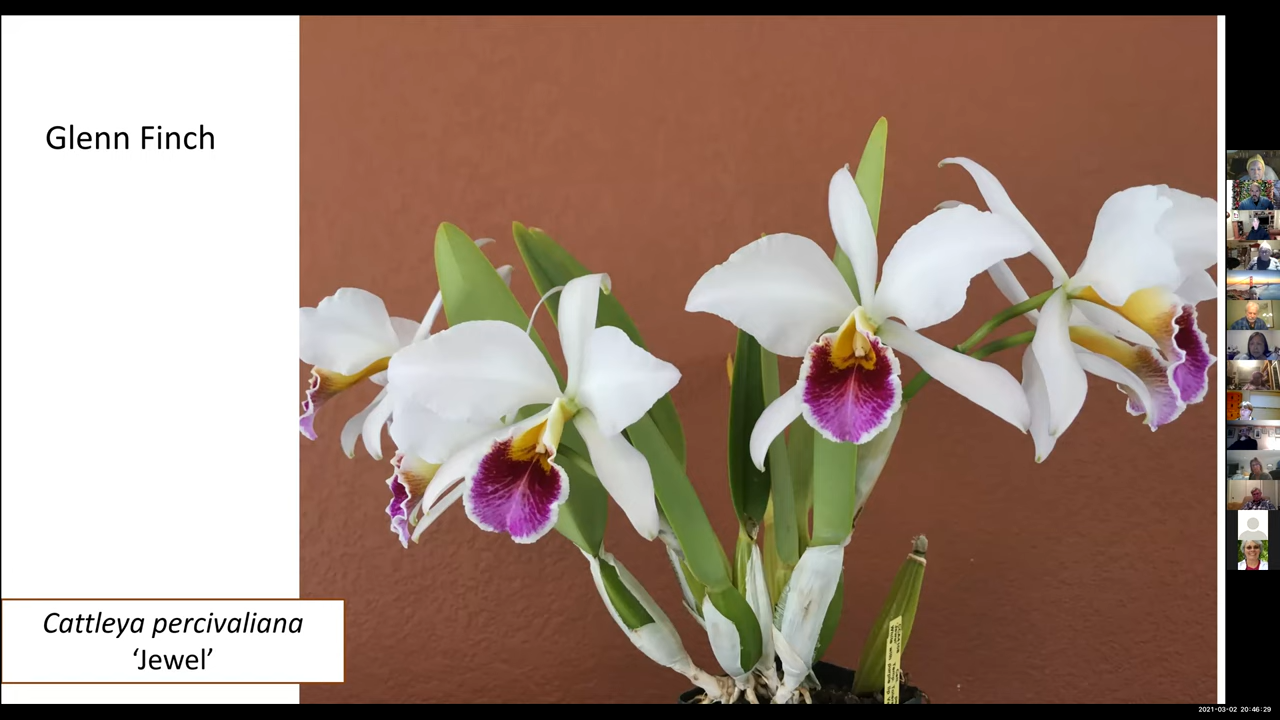 Glenn Finch
Cattleya percivaliana
‘Jewel’
2021-03-02 20:46:29